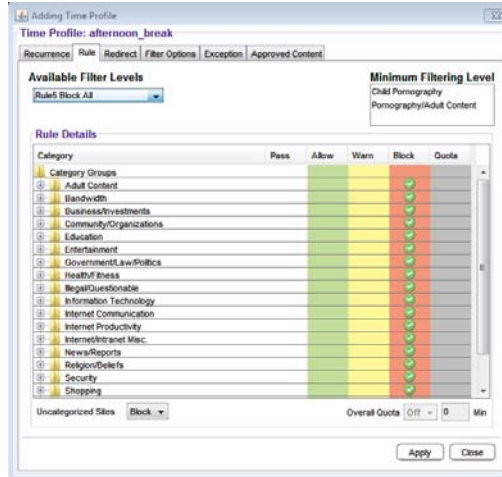 Adding Time Profile
Time Profile: afternoon_break
Recurrence Rule Redirect Filter Options Exception Approved Content
Available Filter Levels
Minimum Filtering Level
Rule5 Block All
Child Pornography
Pornography/Adult Content
Rule Details
Category Pass Allow Warn Block Quota
Category Groups
Adult Content
Bandwidth
Business/Investments
Community/Organizations
Education
Entertainment
Government/Law/Politics
Health/Fitness
Illegal/Questionable
Information Technology
Internet Communication
Internet Productivity
Internet/Intranet Misc.
News/Reports
Religion/Beliefs
Security
Shopping
Uncategorized Sites Block Overall Quota Off 0 Min
Apply Close